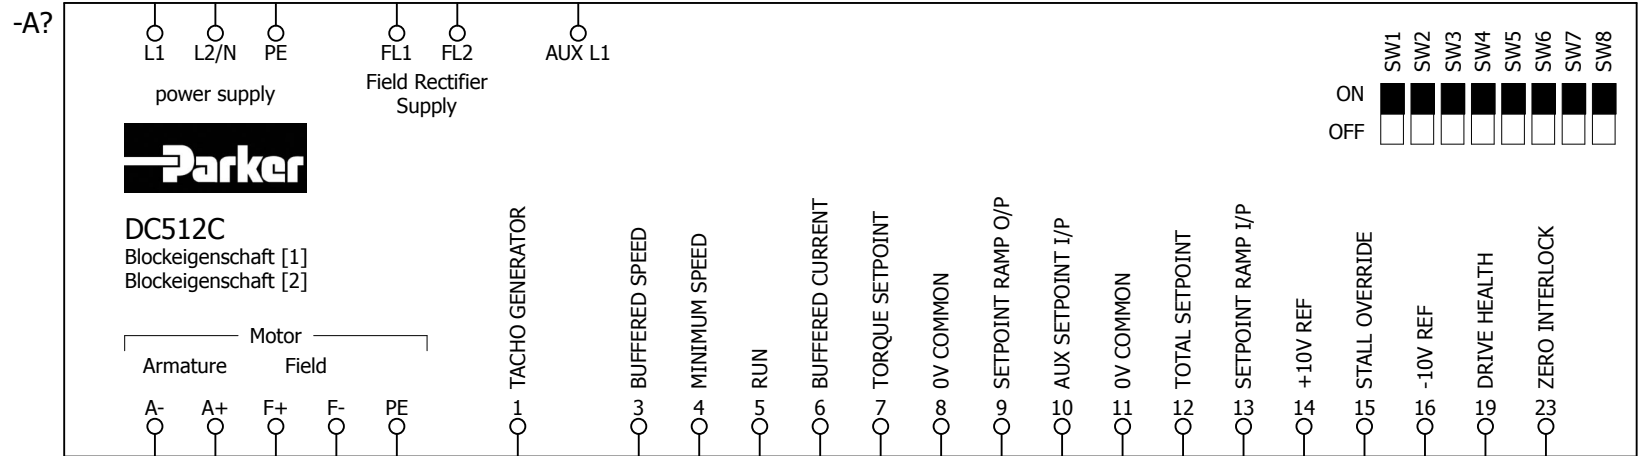 -A?
L1 L2/N PE FL1 FL2 AUX L1
power supply
Field Rectifier
Supply
SW1 SW2 SW3 SW4 SW5 SW6 SW7 SW8
ON
OFF
Parker
DC512C
Blockeigenschaft [1]
Blockeigenschaft [2]
Motor
Armature Field
A- A+ F+ F- PE
TACHO GENERATOR
BUFFERED SPEED
MINIMUM SPEED
RUN
BUFFERED CURRENT
TORQUE SETPOINT
0V COMMON
SETPOINT RAMP O/P
AUX SETPOINT I/P
0V COMMON
TOTAL SETPOINT
SETPOINT RAMP I/P
+10V REF
STALL OVERRIDE
-10V REF
DRIVE HEALTH
ZERO INTERLOCK
1 3 4 5 6 7 8 9 10 11 12 13 14 15 16 19 23